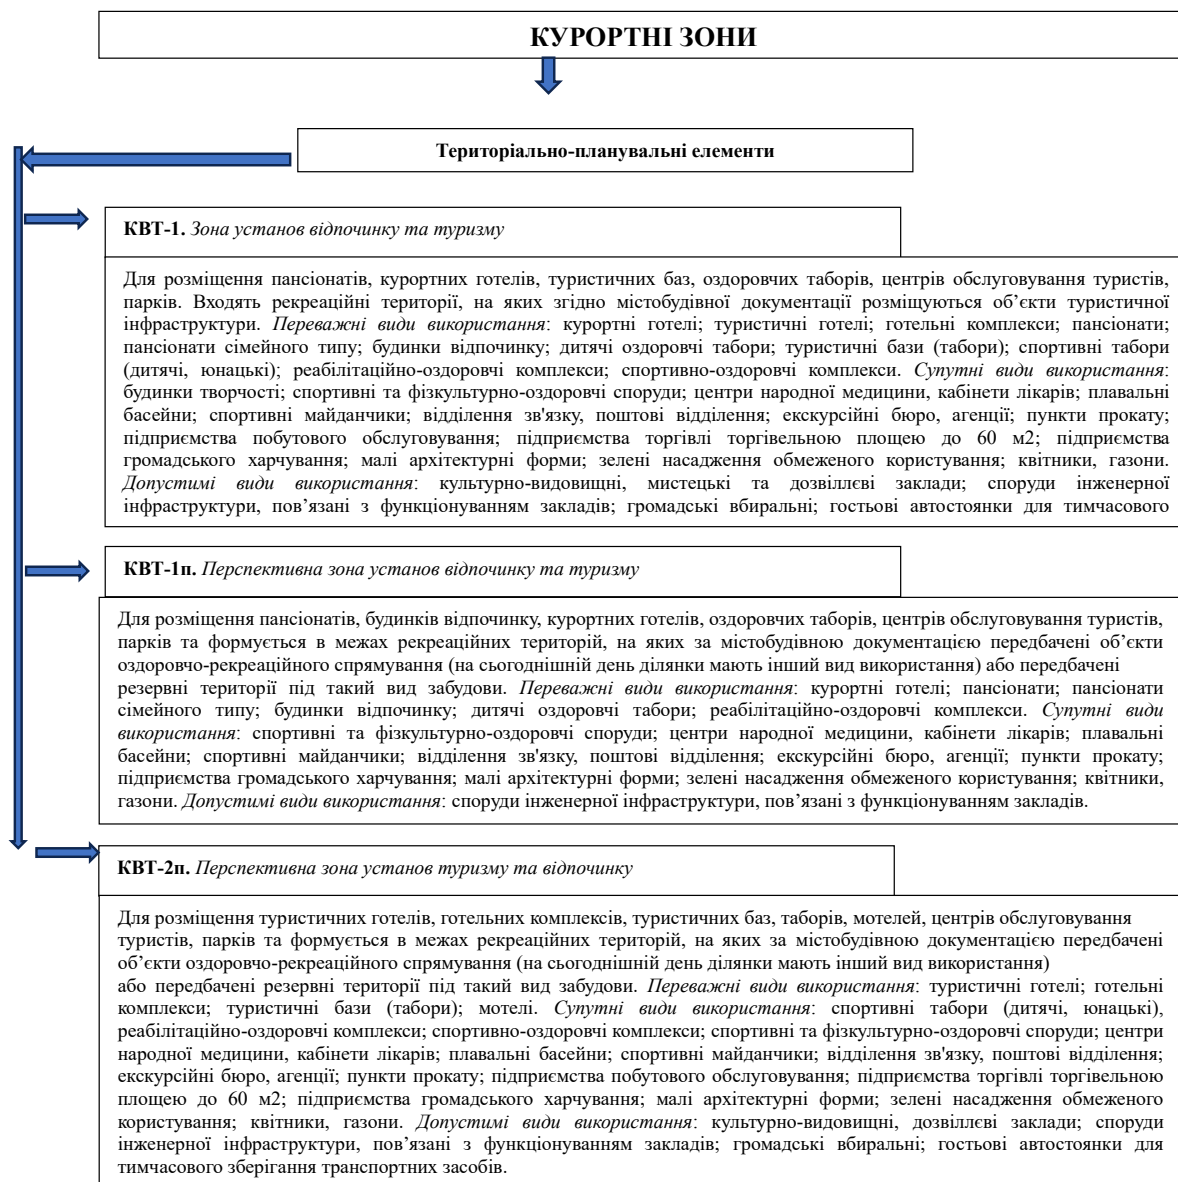 КУРОРТНІ ЗОНИ
Територіально-планувальні елементи
КВТ-1. Зона установ відпочинку та туризму
Для розміщення пансіонатів, курортних готелів, туристичних баз, оздоровчих таборів, центрів обслуговування туристів,
парків. Входять рекреаційні території, на яких згідно містобудівної документації розміщуються об’єкти туристичної
інфраструктури. Переважні види використання: курортні готелі; туристичні готелі; готельні комплекси; пансіонати;
пансіонати сімейного типу; будинки відпочинку; дитячі оздоровчі табори; туристичні бази (табори); спортивні табори
(дитячі, юнацькі); реабілітаційно-оздоровчі комплекси; спортивно-оздоровчі комплекси. Супутні види використання:
будинки творчості; спортивні та фізкультурно-оздоровчі споруди; центри народної медицини, кабінети лікарів; плавальні
басейни; спортивні майданчики; відділення зв'язку, поштові відділення; екскурсійні бюро, агенції; пункти прокату;
підприємства побутового обслуговування; підприємства торгівлі торгівельною площею до 60 м2; підприємства
громадського харчування; малі архітектурні форми; зелені насадження обмеженого користування; квітники, газони.
Допустимі види використання: культурно-видовищні, мистецькі та дозвіллєві заклади; споруди інженерної
інфраструктури, пов’язані з функціонуванням закладів; громадські вбиральні; гостьові автостоянки для тимчасового
КВТ-1п. Перспективна зона установ відпочинку та туризму
Для розміщення пансіонатів, будинків відпочинку, курортних готелів, оздоровчих таборів, центрів обслуговування туристів,
парків та формується в межах рекреаційних територій, на яких за містобудівною документацією передбачені об’єкти
оздоровчо-рекреаційного спрямування (на сьогоднішній день ділянки мають інший вид використання) або передбачені
резервні території під такий вид забудови. Переважні види використання: курортні готелі; пансіонати; пансіонати
сімейного типу; будинки відпочинку; дитячі оздоровчі табори; реабілітаційно-оздоровчі комплекси. Супутні види
використання: спортивні та фізкультурно-оздоровчі споруди; центри народної медицини, кабінети лікарів; плавальні
басейни; спортивні майданчики; відділення зв'язку, поштові відділення; екскурсійні бюро, агенції; пункти прокату;
підприємства громадського харчування; малі архітектурні форми; зелені насадження обмеженого користування; квітники,
газони. Допустимі види використання: споруди інженерної інфраструктури, пов’язані з функціонуванням закладів.
КВТ-2п. Перспективна зона установ туризму та відпочинку
Для розміщення туристичних готелів, готельних комплексів, туристичних баз, таборів, мотелей, центрів обслуговування
туристів, парків та формується в межах рекреаційних територій, на яких за містобудівною документацією передбачені
об’єкти оздоровчо-рекреаційного спрямування (на сьогоднішній день ділянки мають інший вид використання)
або передбачені резервні території під такий вид забудови. Переважні види використання: туристичні готелі; готельні
комплекси; туристичні бази (табори); мотелі. Супутні види використання: спортивні табори (дитячі, юнацькі),
реабілітаційно-оздоровчі комплекси; спортивно-оздоровчі комплекси; спортивні та фізкультурно-оздоровчі споруди; центри
народної медицини, кабінети лікарів; плавальні басейни; спортивні майданчики; відділення зв'язку, поштові відділення;
екскурсійні бюро, агенції; пункти прокату; підприємства побутового обслуговування; підприємства торгівлі торгівельною
площею до 60 м2; підприємства громадського харчування; малі архітектурні форми; зелені насадження обмеженого
користування; квітники, газони. Допустимі види використання: культурно-видовищні, дозвіллєві заклади; споруди
інженерної інфраструктури, пов’язані з функціонуванням закладів; громадські вбиральні; гостьові автостоянки для
тимчасового зберігання транспортних засобів.